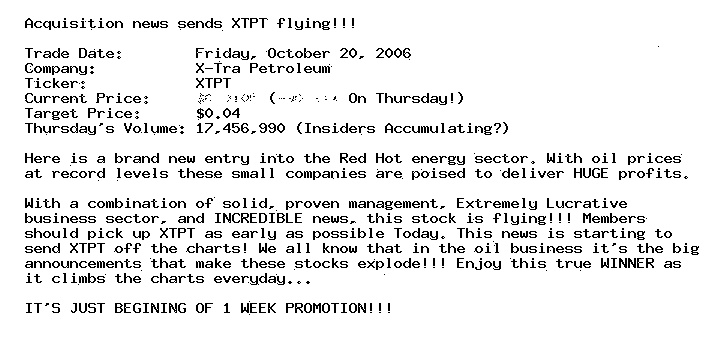 Acquisition news sends XTPT flying!!!
Trade Date: Friday, October 20, 2006
Company: X-Tra Petroleum
Ticker: XTPT
Current Price: ( On Thursday!)
Target Price: $0.04
Thursday's Volume: 17,456,990 (Insiders Accumulating?)
Here is a brand new entry into the Red Hot energy sector. With oil prices
at record levels these small companies are poised to deliver HUGE profits.
With a combination of solid, proven management, Extremely Lucrative
business sector, and INCREDIBLE news, this stock is flying!!! Members
should pick up XTPT as early as possible Today. This news is starting to
send XTPT off the charts! We all know that in the oil business it's the big
announcements that make these stocks explode!!! Enjoy this true WINNER as
it climbs the charts everyday...
IT'S JUST BEGINING OF 1 WEEK PROMOTION!!!